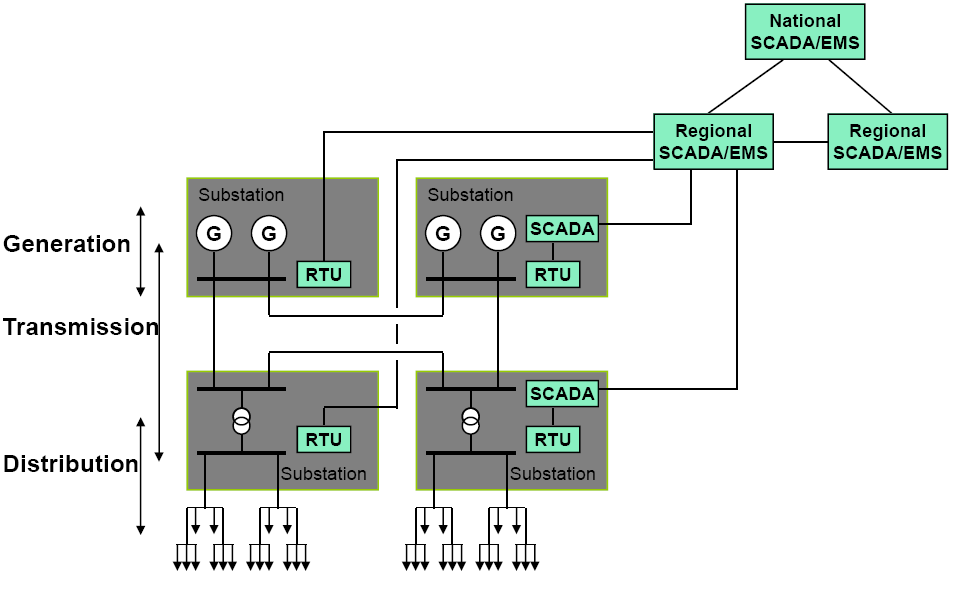 National
SCADA/EMS
Regional
SCADA/EMS
Regional
SCADA/EMS
Substation
Substation
G
G
G
G
SCADA
Generation
RTU
RTU
Transmission
SCADA
RTU
RTU
Distribution
Substation
Substation